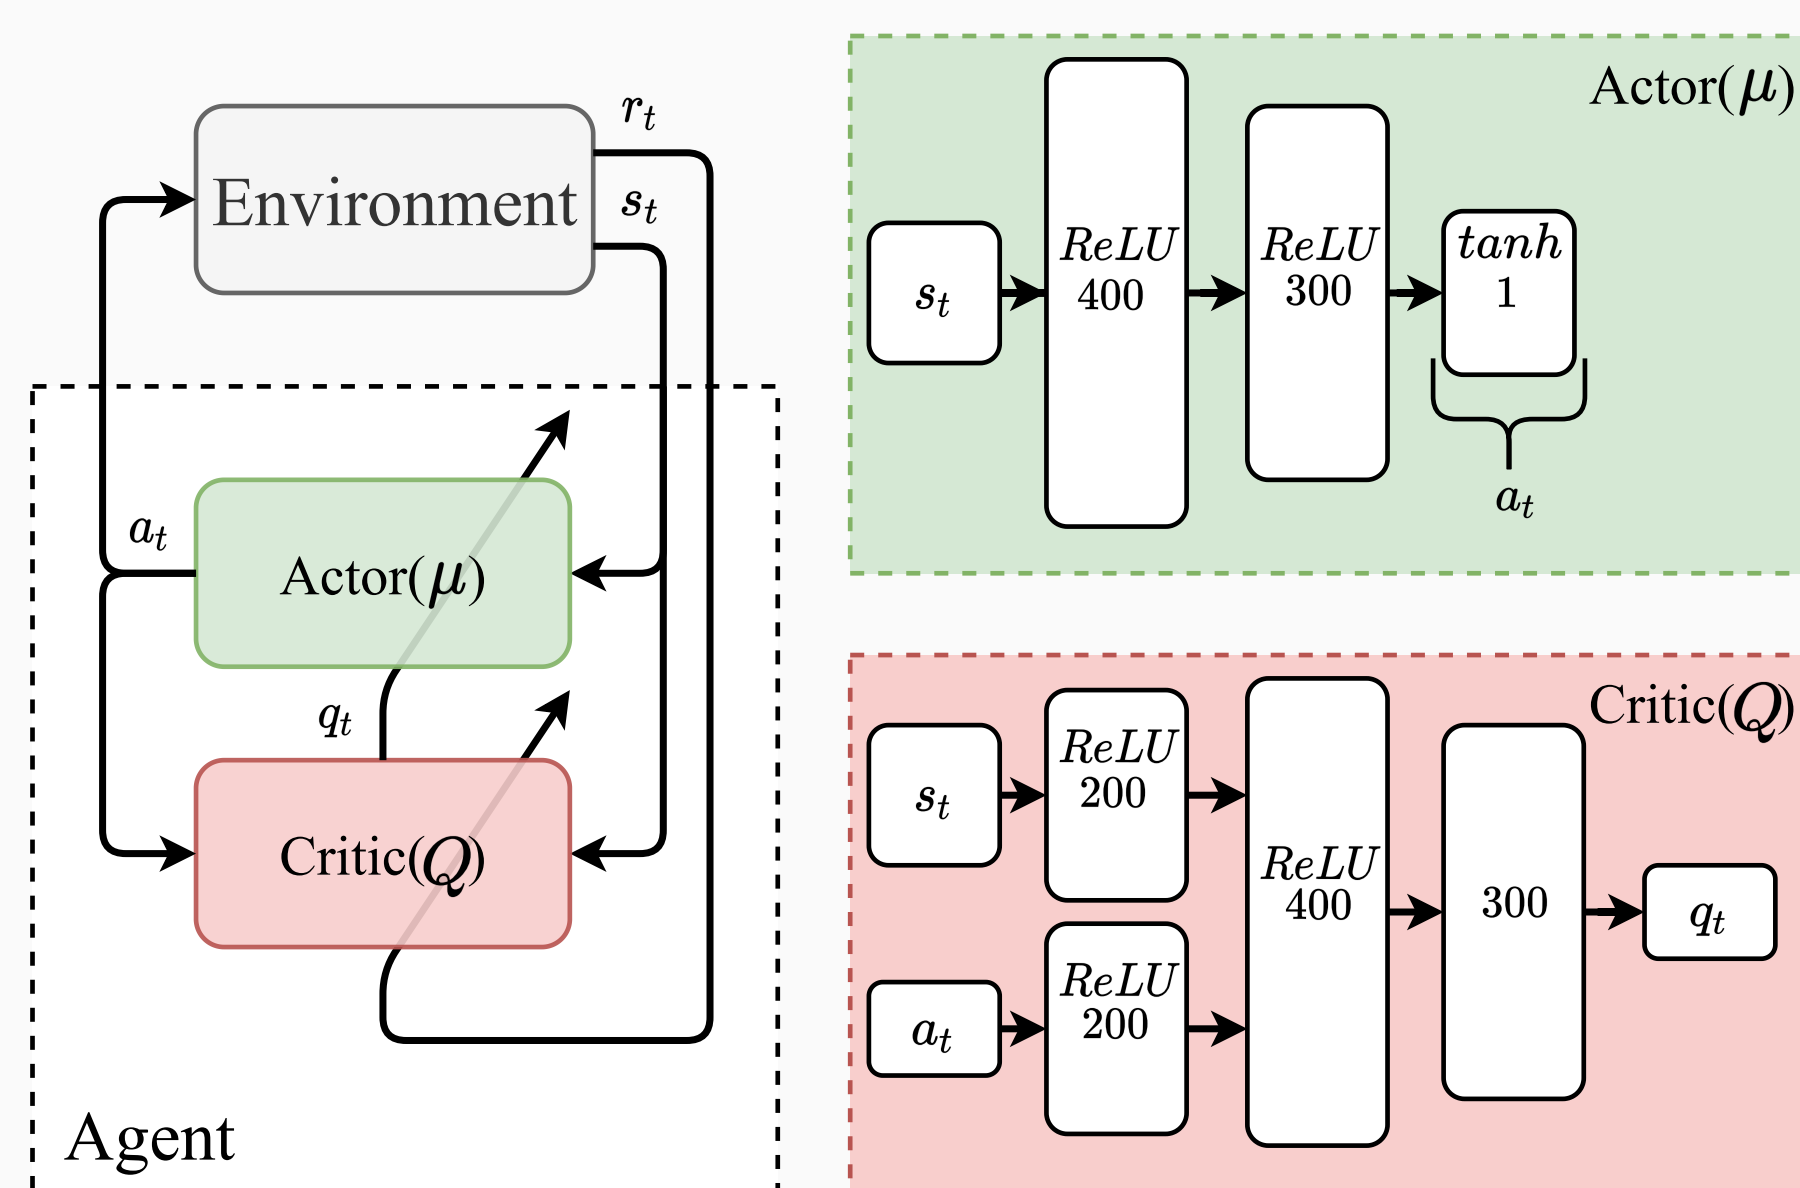 r_t
s_t
Environment
a_t
Actor(μ)
q_t
Critic(Q)
Agent
Actor(μ)
s_t
ReLU
400
ReLU
300
tanh
1
a_t
Critic(Q)
s_t
ReLU
200
a_t
ReLU
200
ReLU
400
300
q_t